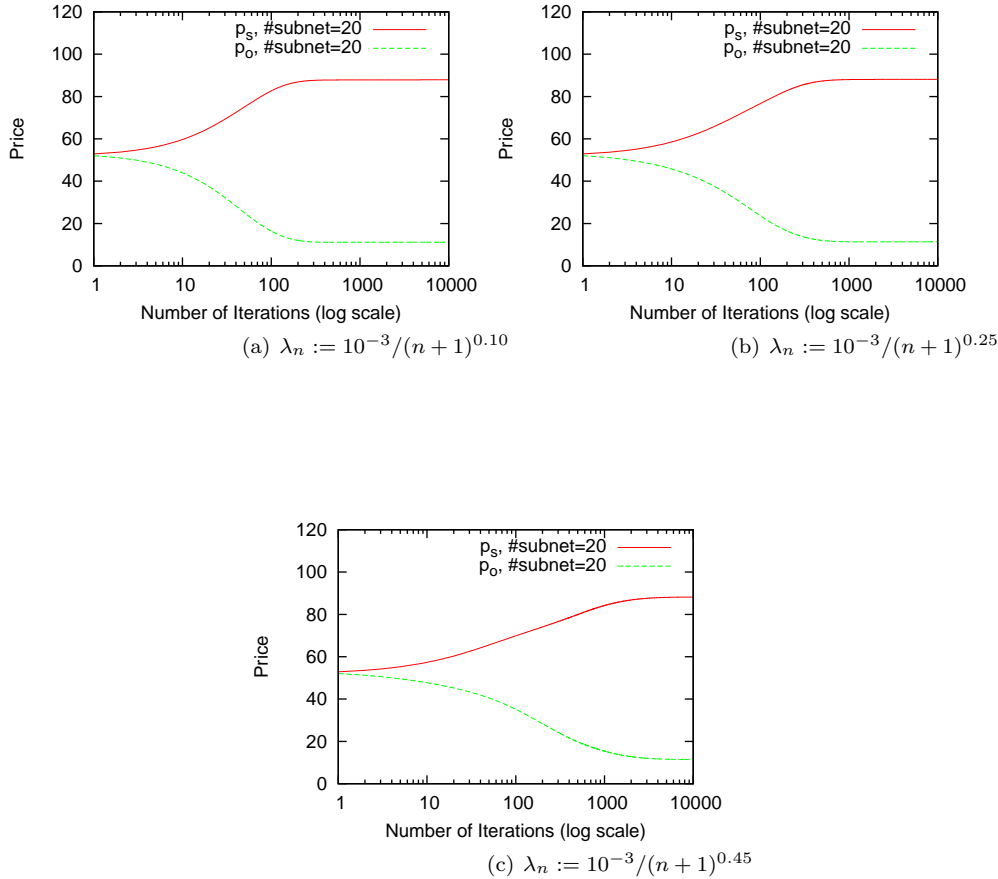 120
100
80
60
40
20
0
Price
p_s, #subnet=20
p_o, #subnet=20
1 10 100 1000 10000
Number of Iterations (log scale)
(a) λ_n := 10^{-3}/(n + 1)^{0.10}
120
100
80
60
40
20
0
Price
p_s, #subnet=20
p_o, #subnet=20
1 10 100 1000 10000
Number of Iterations (log scale)
(b) λ_n := 10^{-3}/(n + 1)^{0.25}
120
100
80
60
40
20
0
Price
p_s, #subnet=20
p_o, #subnet=20
1 10 100 1000 10000
Number of Iterations (log scale)
(c) λ_n := 10^{-3}/(n + 1)^{0.45}